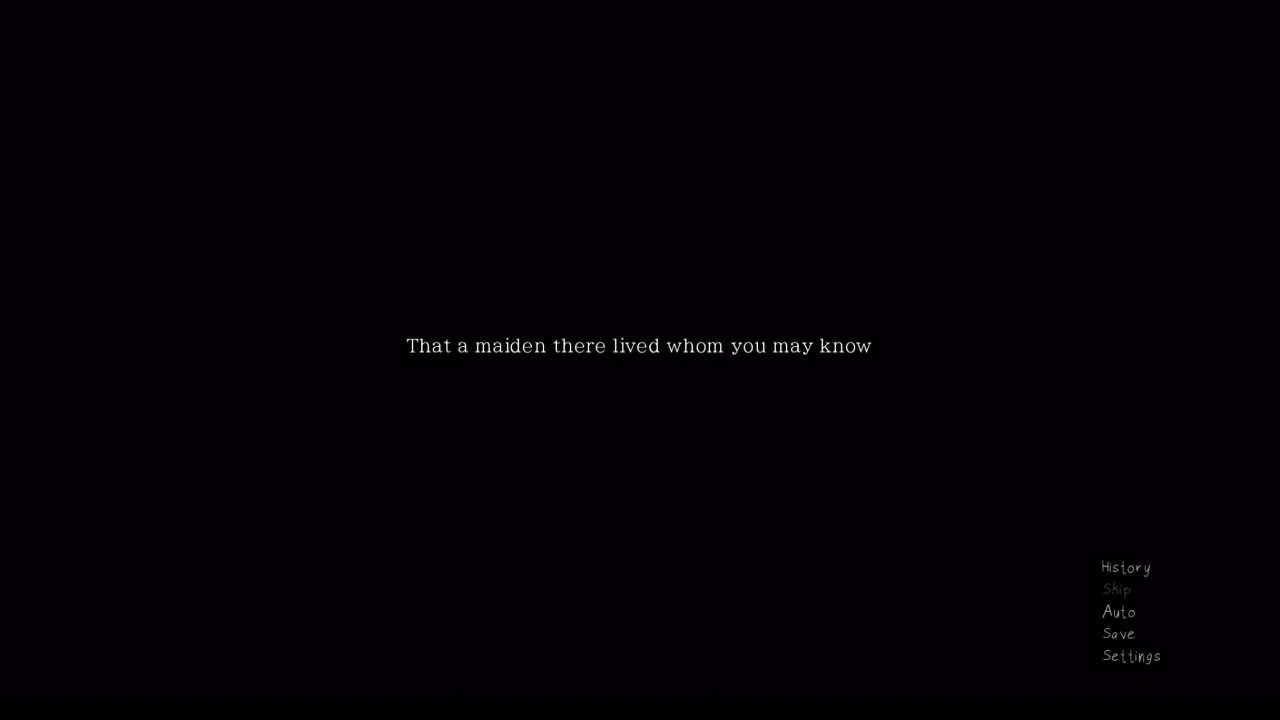 That a maiden there lived whom you may know
History
Skip
Auto
Save
Settings